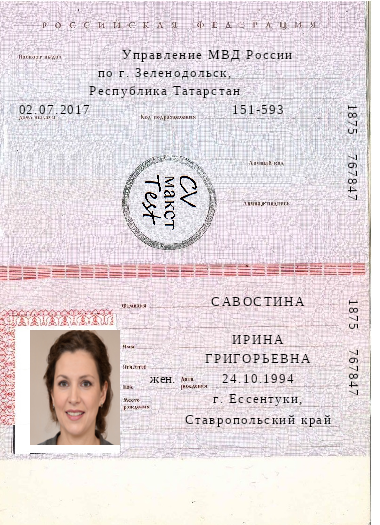 РОССИЙСКАЯ ФЕДЕРАЦИЯ
Паспорт выдан Управление МВД России
по г. Зеленодольск,
Республика Татарстан
02.07.2017 Код подразделения 151-593
Дата выдачи
Личный код
1875 767847
CV
макст
Test
Фамилия САВОСТИНА
Имя ИРИНА
Отчество ГРИГОРЬЕВНА
Пол жен. Дата рождения 24.10.1994
Место рождения г. Ессентуки,
Ставропольский край
1875 767847